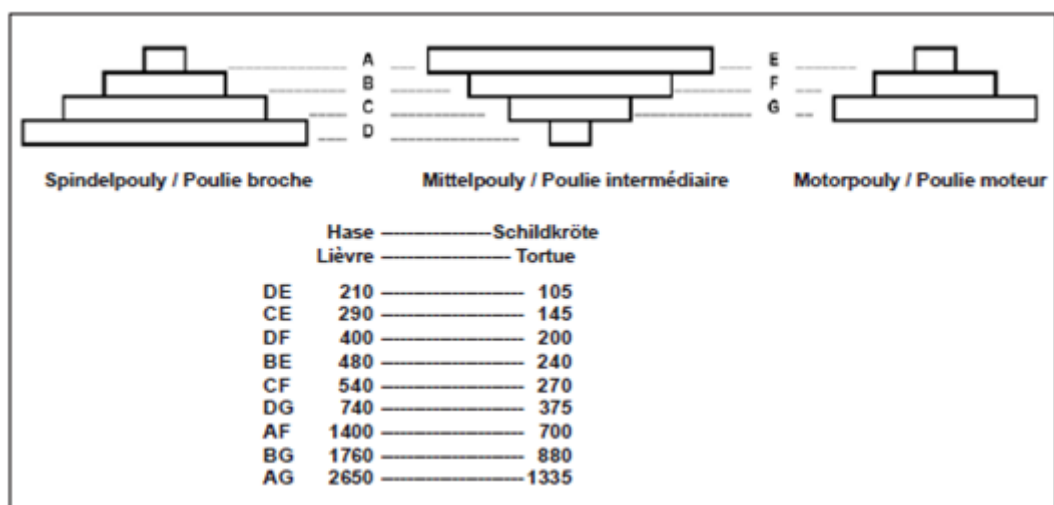 A E
B F
C G
D
Spindelpouly / Poulie broche Mittelpouly / Poulie intermédiaire Motorpouly / Poulie moteur
Hase Schildkröte
Lièvre Tortue
DE 210 105
CE 290 145
DF 400 200
BE 480 240
CF 540 270
DG 740 375
AF 1400 700
BG 1760 880
AG 2650 1335